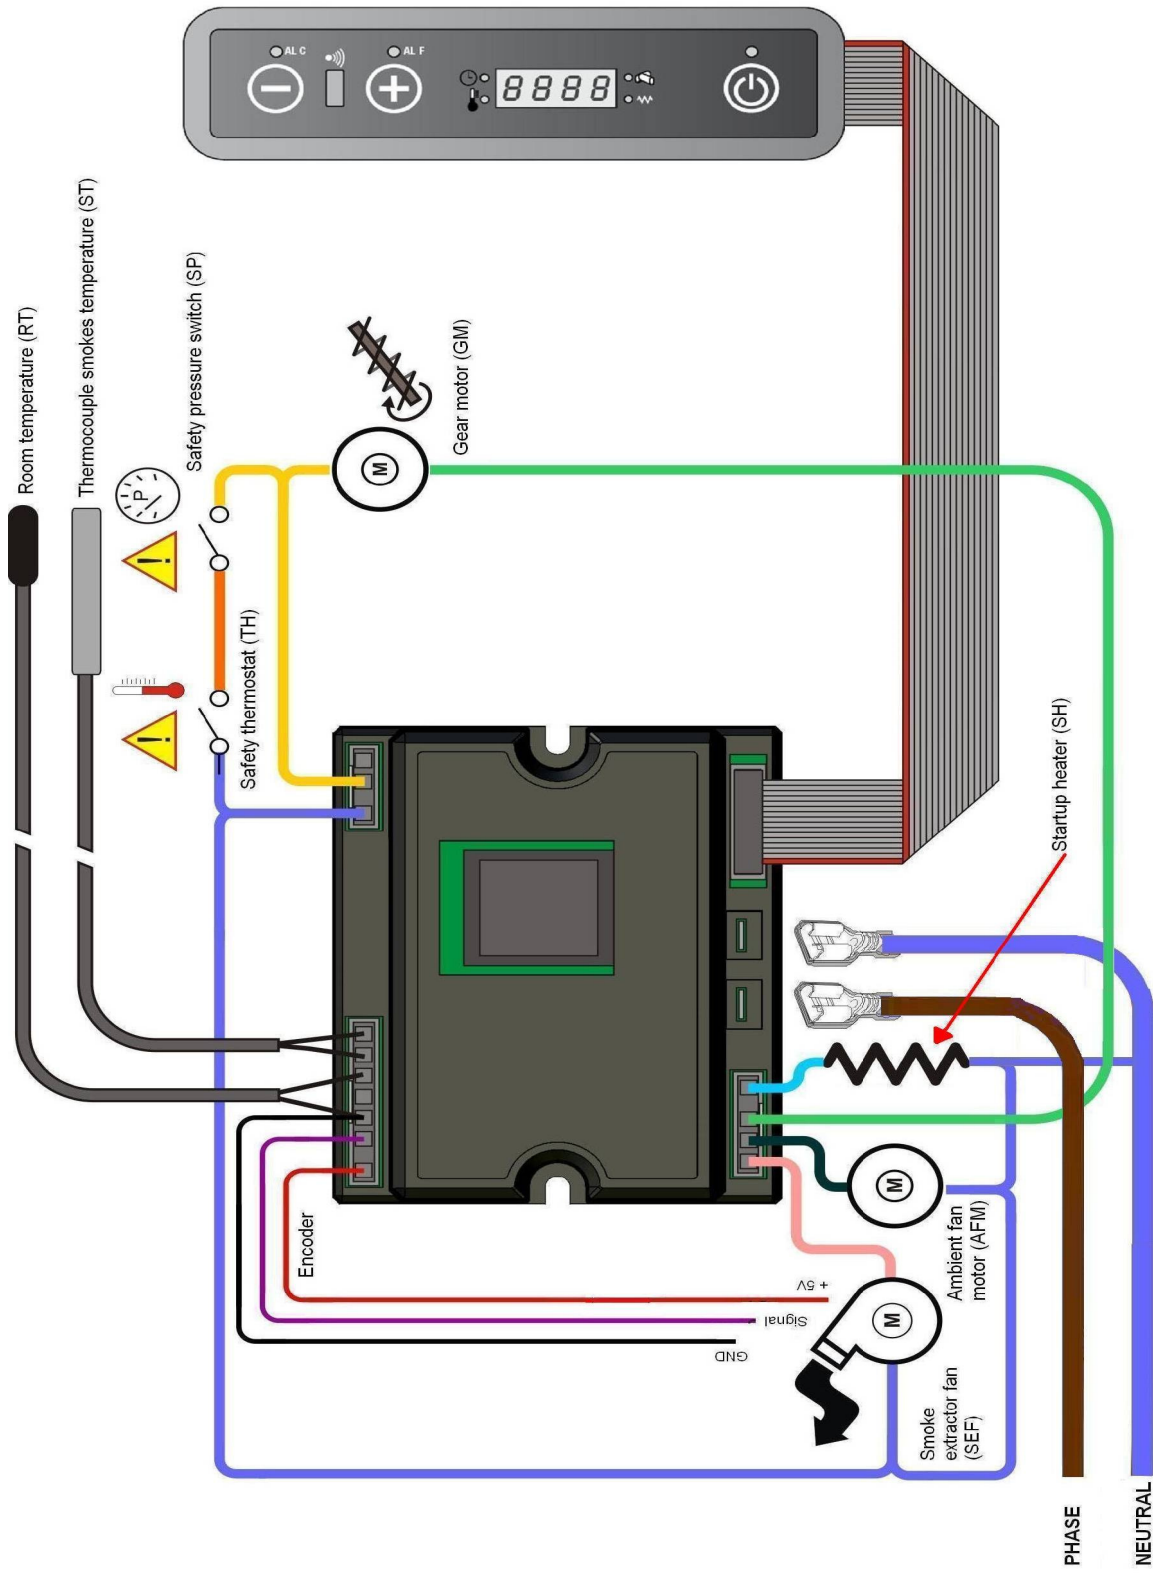 AL C
AL F
8888
Room temperature (RT)
Thermocouple smokes temperature (ST)
Safety pressure switch (SP)
P
!
Safety thermostat (TH)
!
Gear motor (GM)
M
Startup heater (SH)
Encoder
+ 5V
Signal
GND
M
Ambient fan
motor (AFM)
M
Smoke
extractor fan
(SEF)
PHASE
NEUTRAL